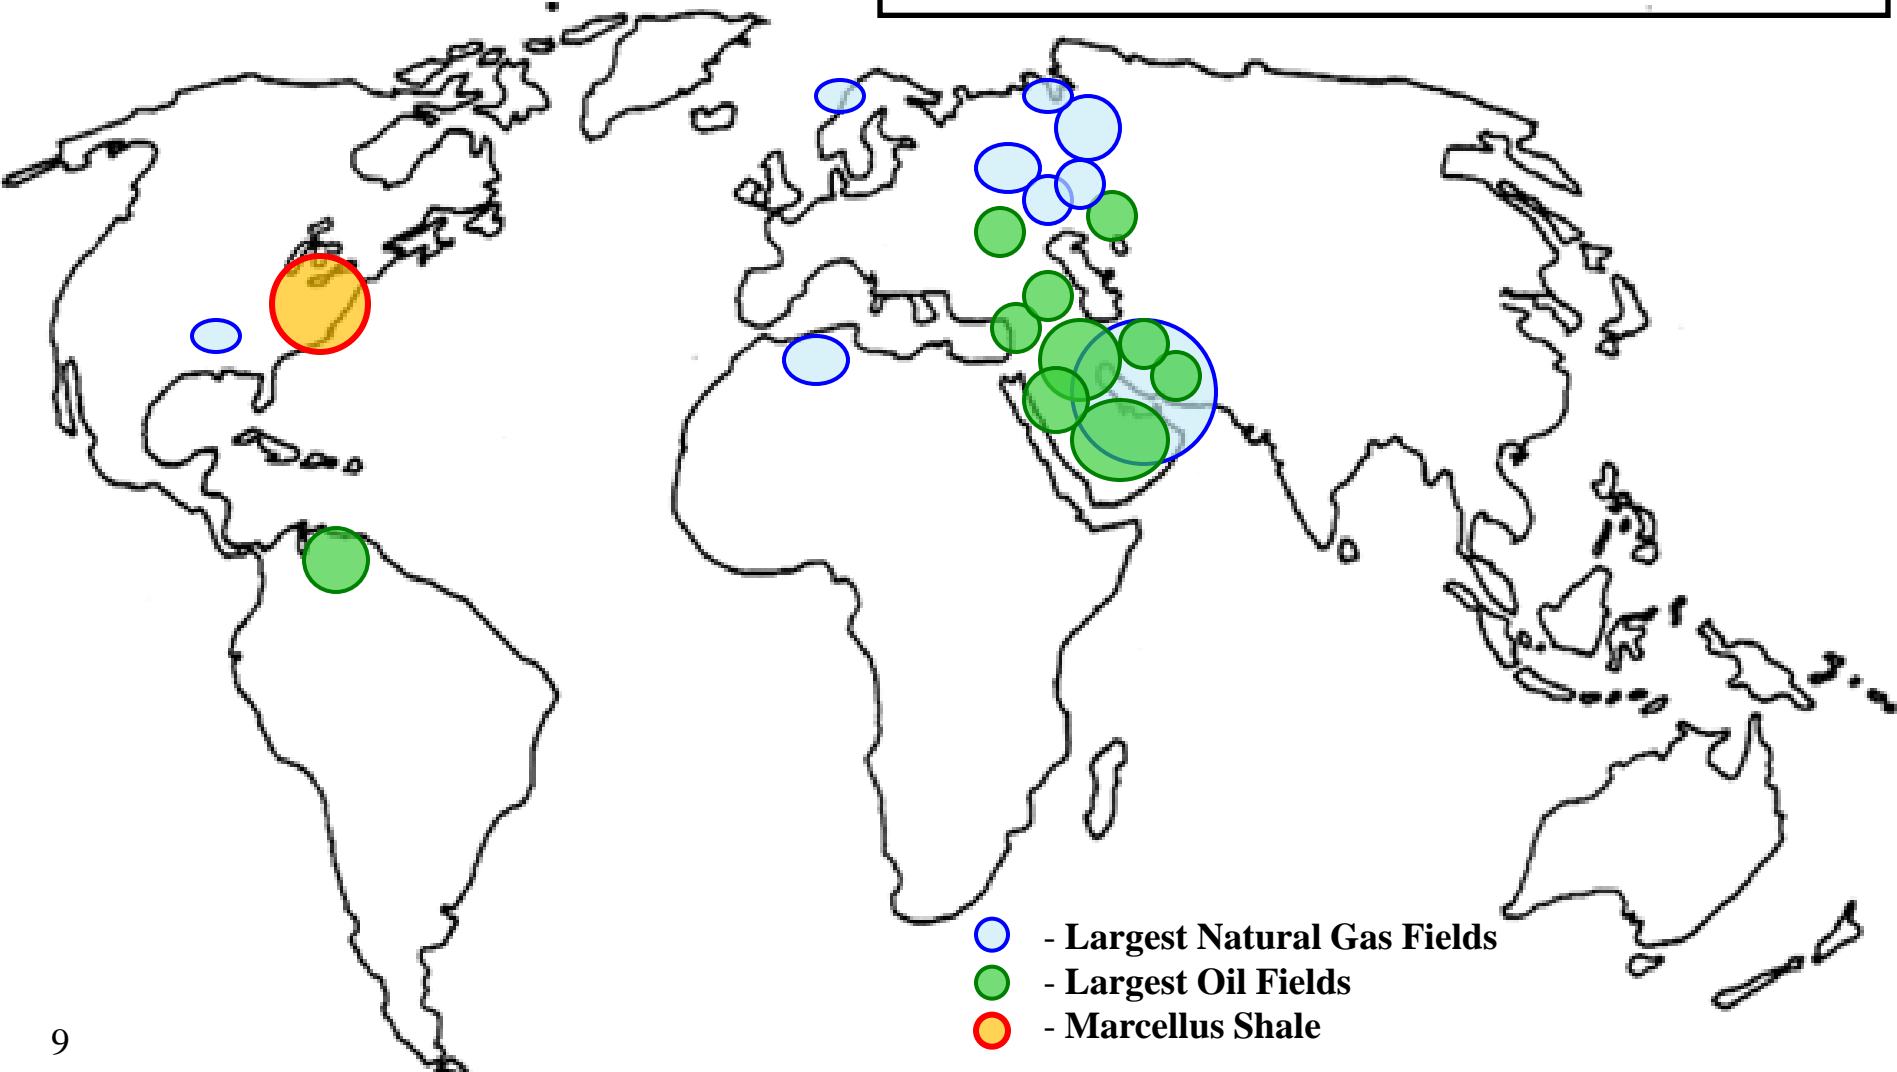 - Largest Natural Gas Fields
- Largest Oil Fields
- Marcellus Shale
9